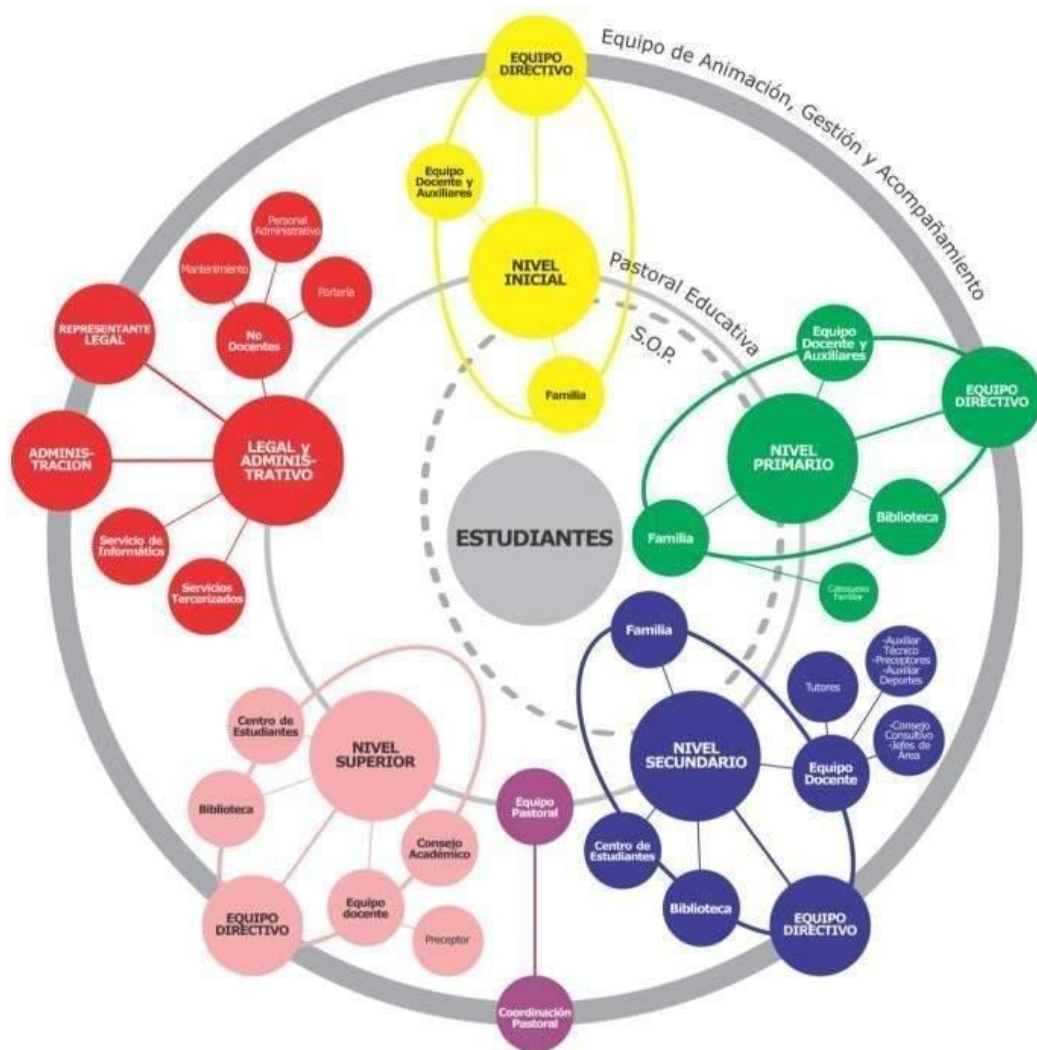 Equipo de Animación, Gestión y Acompañamiento
Pastoral Educativa
S.O.P.
EQUIPO
DIRECTIVO
Equipo
Docente y
Auxiliares
NIVEL
INICIAL
Familia
Personal
Administrativo
Mantenimiento
Portería
No
Docentes
REPRESENTANTE
LEGAL
ADMINIS-
TRACIÓN
LEGAL y
ADMINIS-
TRATIVO
Servicio de
Informática
Servicios
Tercerizados
Equipo
Docente y
Auxiliares
EQUIPO
DIRECTIVO
NIVEL
PRIMARIO
Biblioteca
Familia
Catequesis
Familiar
ESTUDIANTES
Familia
-Auxiliar
Técnico
-Preceptores
-Auxiliar
Deportes
Tutores
-Consejo
Consultivo
-Jefes de
Área
NIVEL
SECUNDARIO
Equipo
Docente
Centro de
Estudiantes
Biblioteca
EQUIPO
DIRECTIVO
Centro de
Estudiantes
NIVEL
SUPERIOR
Biblioteca
Consejo
Académico
Equipo
docente
EQUIPO
DIRECTIVO
Preceptor
Equipo
Pastoral
Coordinación
Pastoral